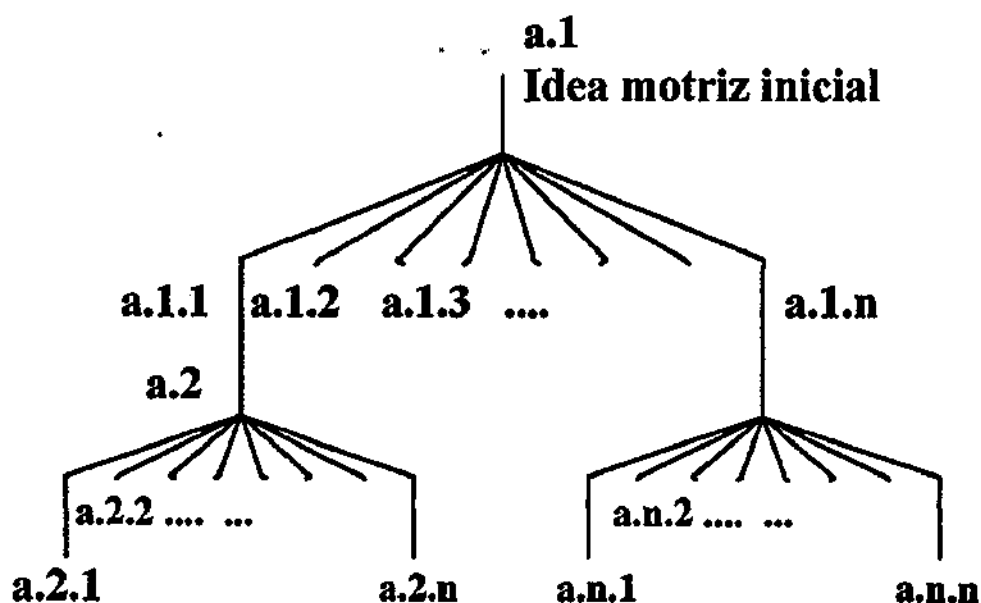 a.1
Idea motriz inicial
a.1.1 a.1.2 a.1.3 .... a.1.n
a.2
a.2.2 .... ... a.n.2 .... ...
a.2.1 a.2.n a.n.1 a.n.n